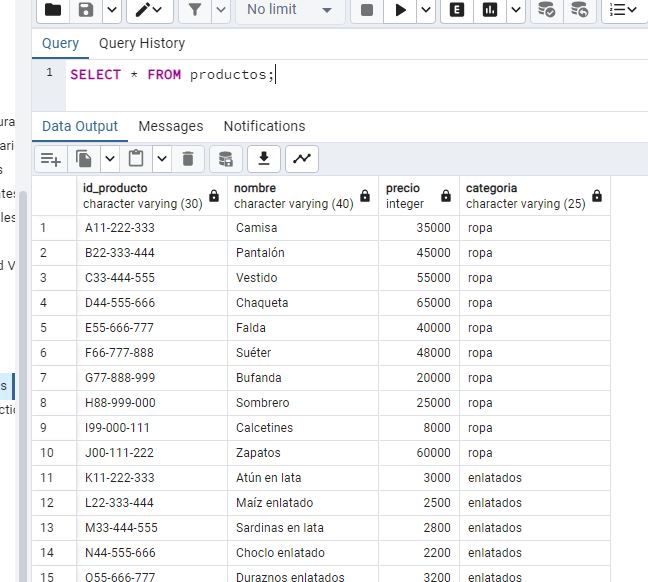 No limit
E
Query Query History
1 SELECT * FROM productos;
Data Output Messages Notifications
id_producto nombre precio categoria
character varying (30) character varying (40) integer character varying (25)
1 A11-222-333 Camisa 35000 ropa
2 B22-333-444 Pantalón 45000 ropa
3 C33-444-555 Vestido 55000 ropa
4 D44-555-666 Chaqueta 65000 ropa
5 E55-666-777 Falda 40000 ropa
6 F66-777-888 Suéter 48000 ropa
7 G77-888-999 Bufanda 20000 ropa
8 H88-999-000 Sombrero 25000 ropa
9 I99-000-111 Calcetines 8000 ropa
10 J00-111-222 Zapatos 60000 ropa
11 K11-222-333 Atún en lata 3000 enlatados
12 L22-333-444 Maíz enlatado 2500 enlatados
13 M33-444-555 Sardinas en lata 2800 enlatados
14 N44-555-666 Choclo enlatado 2200 enlatados
15 O55-666-777 Duraznos enlatados 3200 enlatados